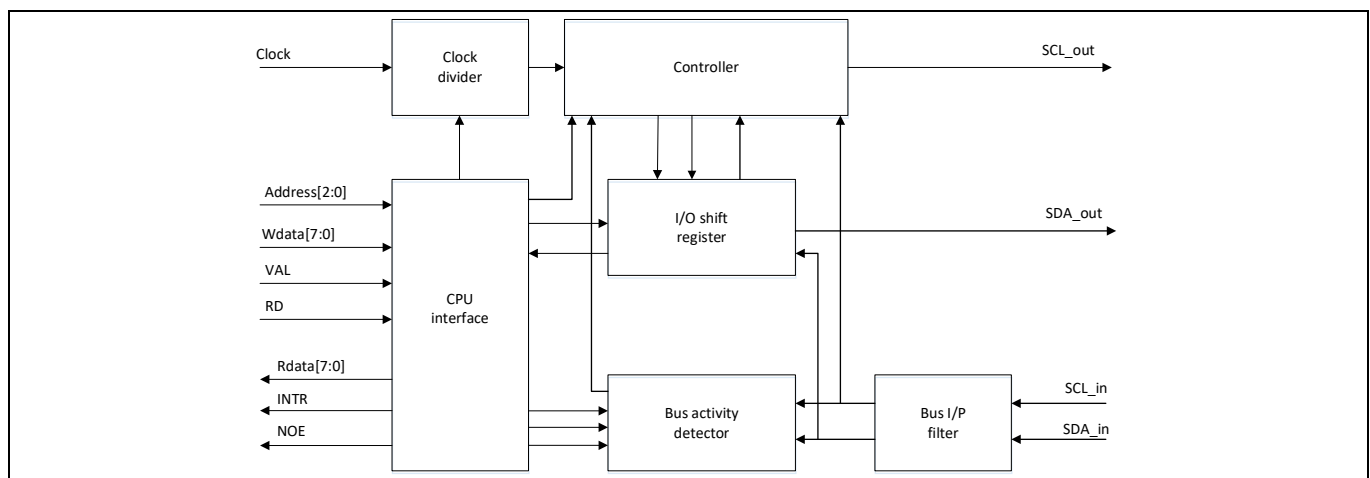 Clock
Clock
divider
Controller
SCL_out
Address[2:0]
Wdata[7:0]
VAL
RD
CPU
interface
I/O shift
register
SDA_out
Rdata[7:0]
INTR
NOE
Bus activity
detector
Bus I/P
filter
SCL_in
SDA_in